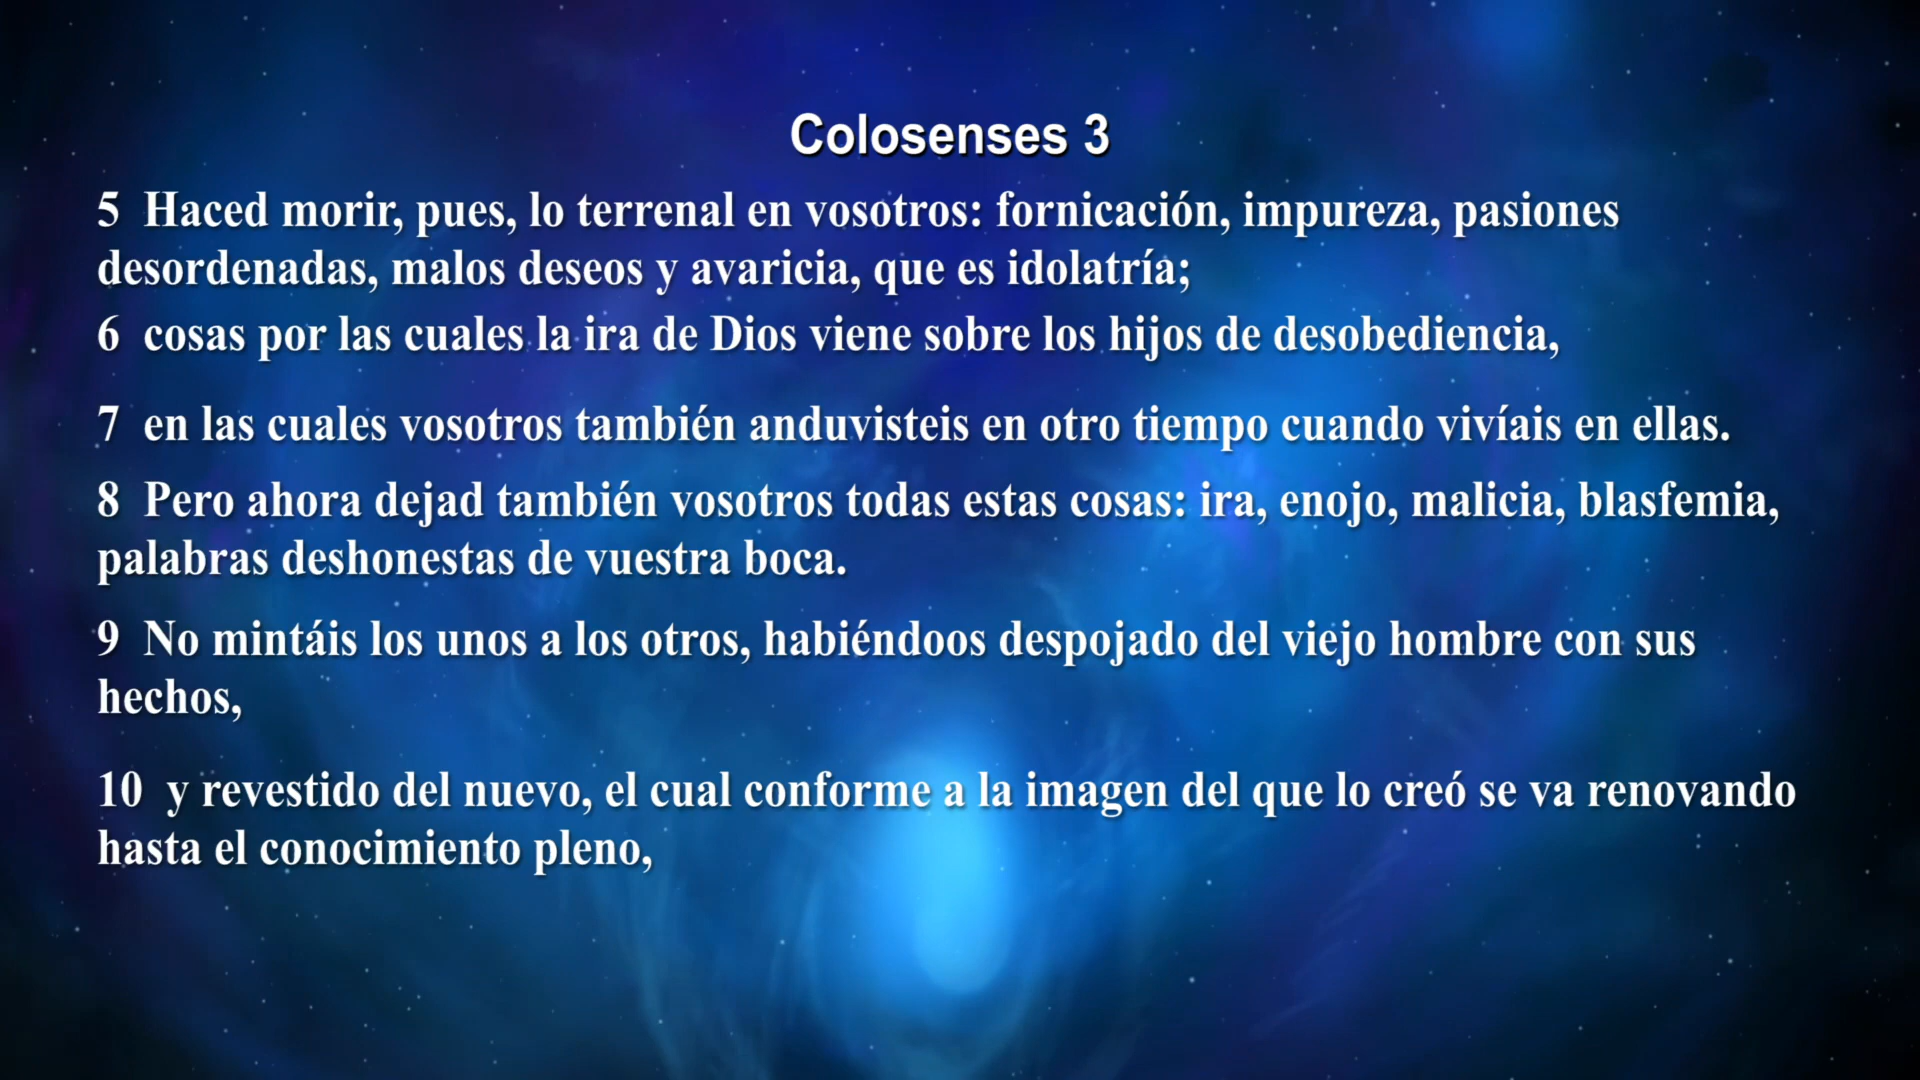 Colosenses 3
5 Haced morir, pues, lo terrenal en vosotros: fornicación, impureza, pasiones
desordenadas, malos deseos y avaricia, que es idolatría;
6 cosas por las cuales la ira de Dios viene sobre los hijos de desobediencia,
7 en las cuales vosotros también anduvisteis en otro tiempo cuando vivíais en ellas.
8 Pero ahora dejad también vosotros todas estas cosas: ira, enojo, malicia, blasfemia,
palabras deshonestas de vuestra boca.
9 No mintáis los unos a los otros, habiéndoos despojado del viejo hombre con sus
hechos,
10 y revestido del nuevo, el cual conforme a la imagen del que lo creó se va renovando
hasta el conocimiento pleno,